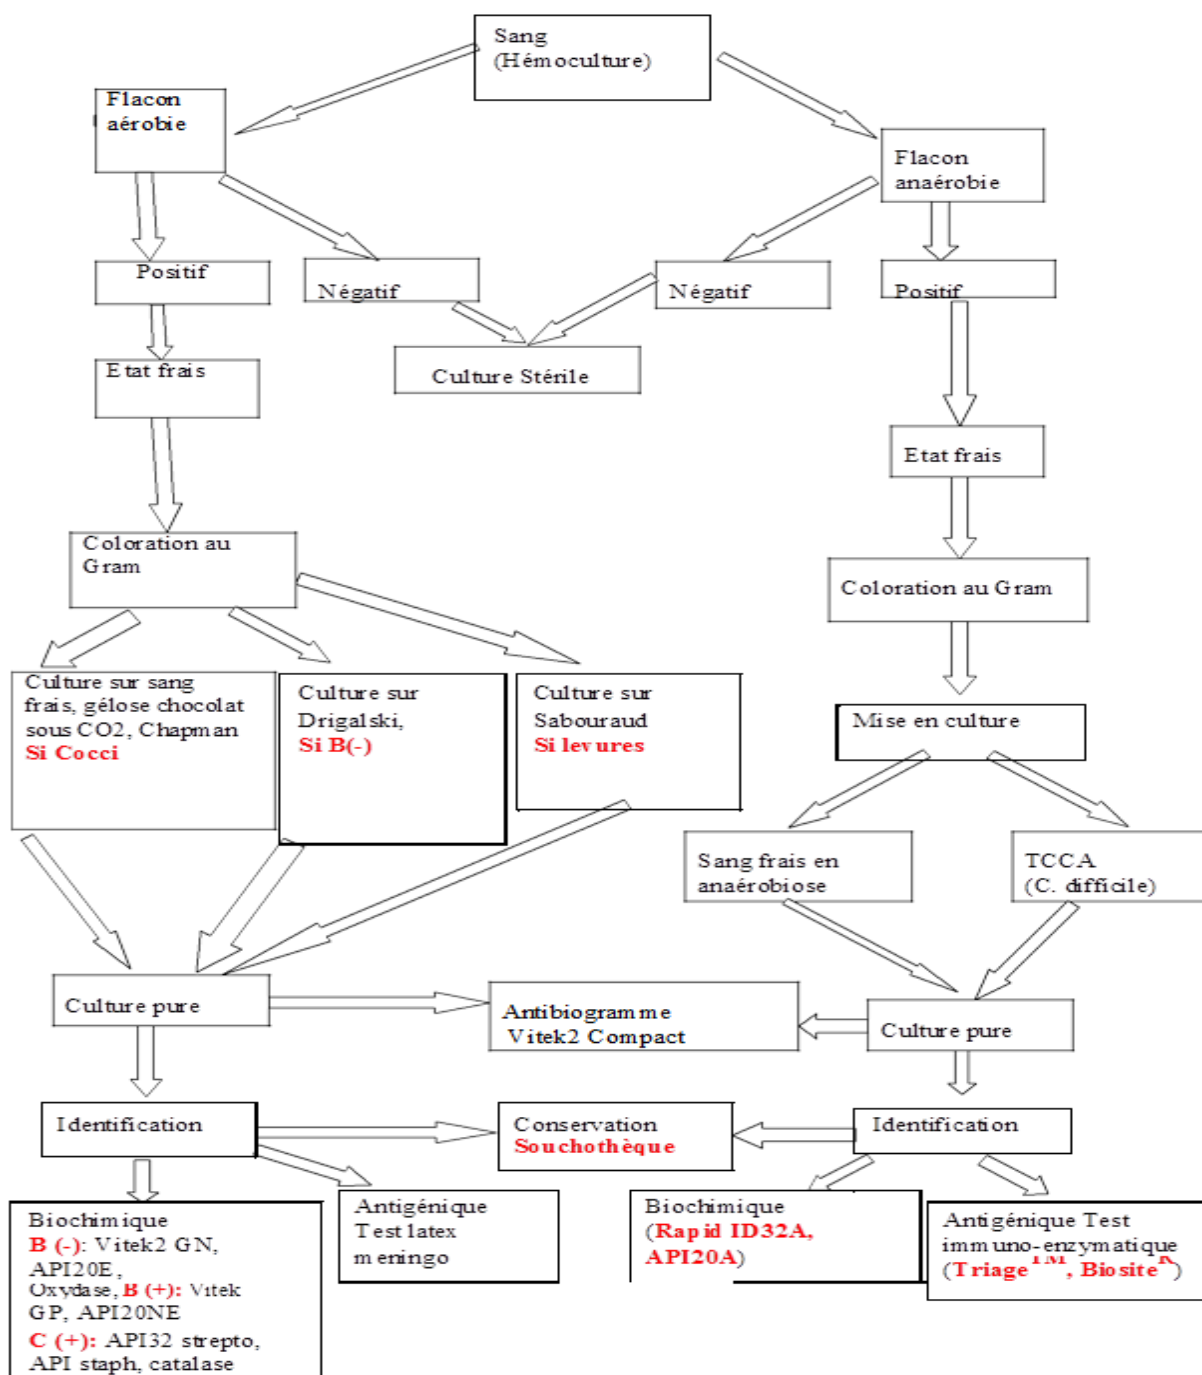 Sang
(Hémoculture)
Flacon
aérobie
Flacon
anaérobie
Positif
Négatif
Négatif
Positif
Etat frais
Culture Stérile
Etat frais
Coloration au
Gram
Coloration au Gram
Culture sur sang
frais, gélose chocolat
sous CO2, Chapman
Si Cocci
Culture sur
Drigalski,
Si B(-)
Culture sur
Sabouraud
Si levures
Mise en culture
Sang frais en
anaérobiose
TCCA
(C. difficile)
Culture pure
Antibiogramme
Vitek2 Compact
Culture pure
Identification
Conservation
Souchothèque
Identification
Biochimique
B (-): Vitek2 GN,
API20E,
Oxydase, B (+): Vitek
GP, API20NE
C (+): API32 strepto,
API staph, catalase
Antigénique
Test latex
meningo
Biochimique
(Rapid ID32A,
API20A)
Antigénique Test
immuno-enzymatique
(Triage™, Biosite^R)